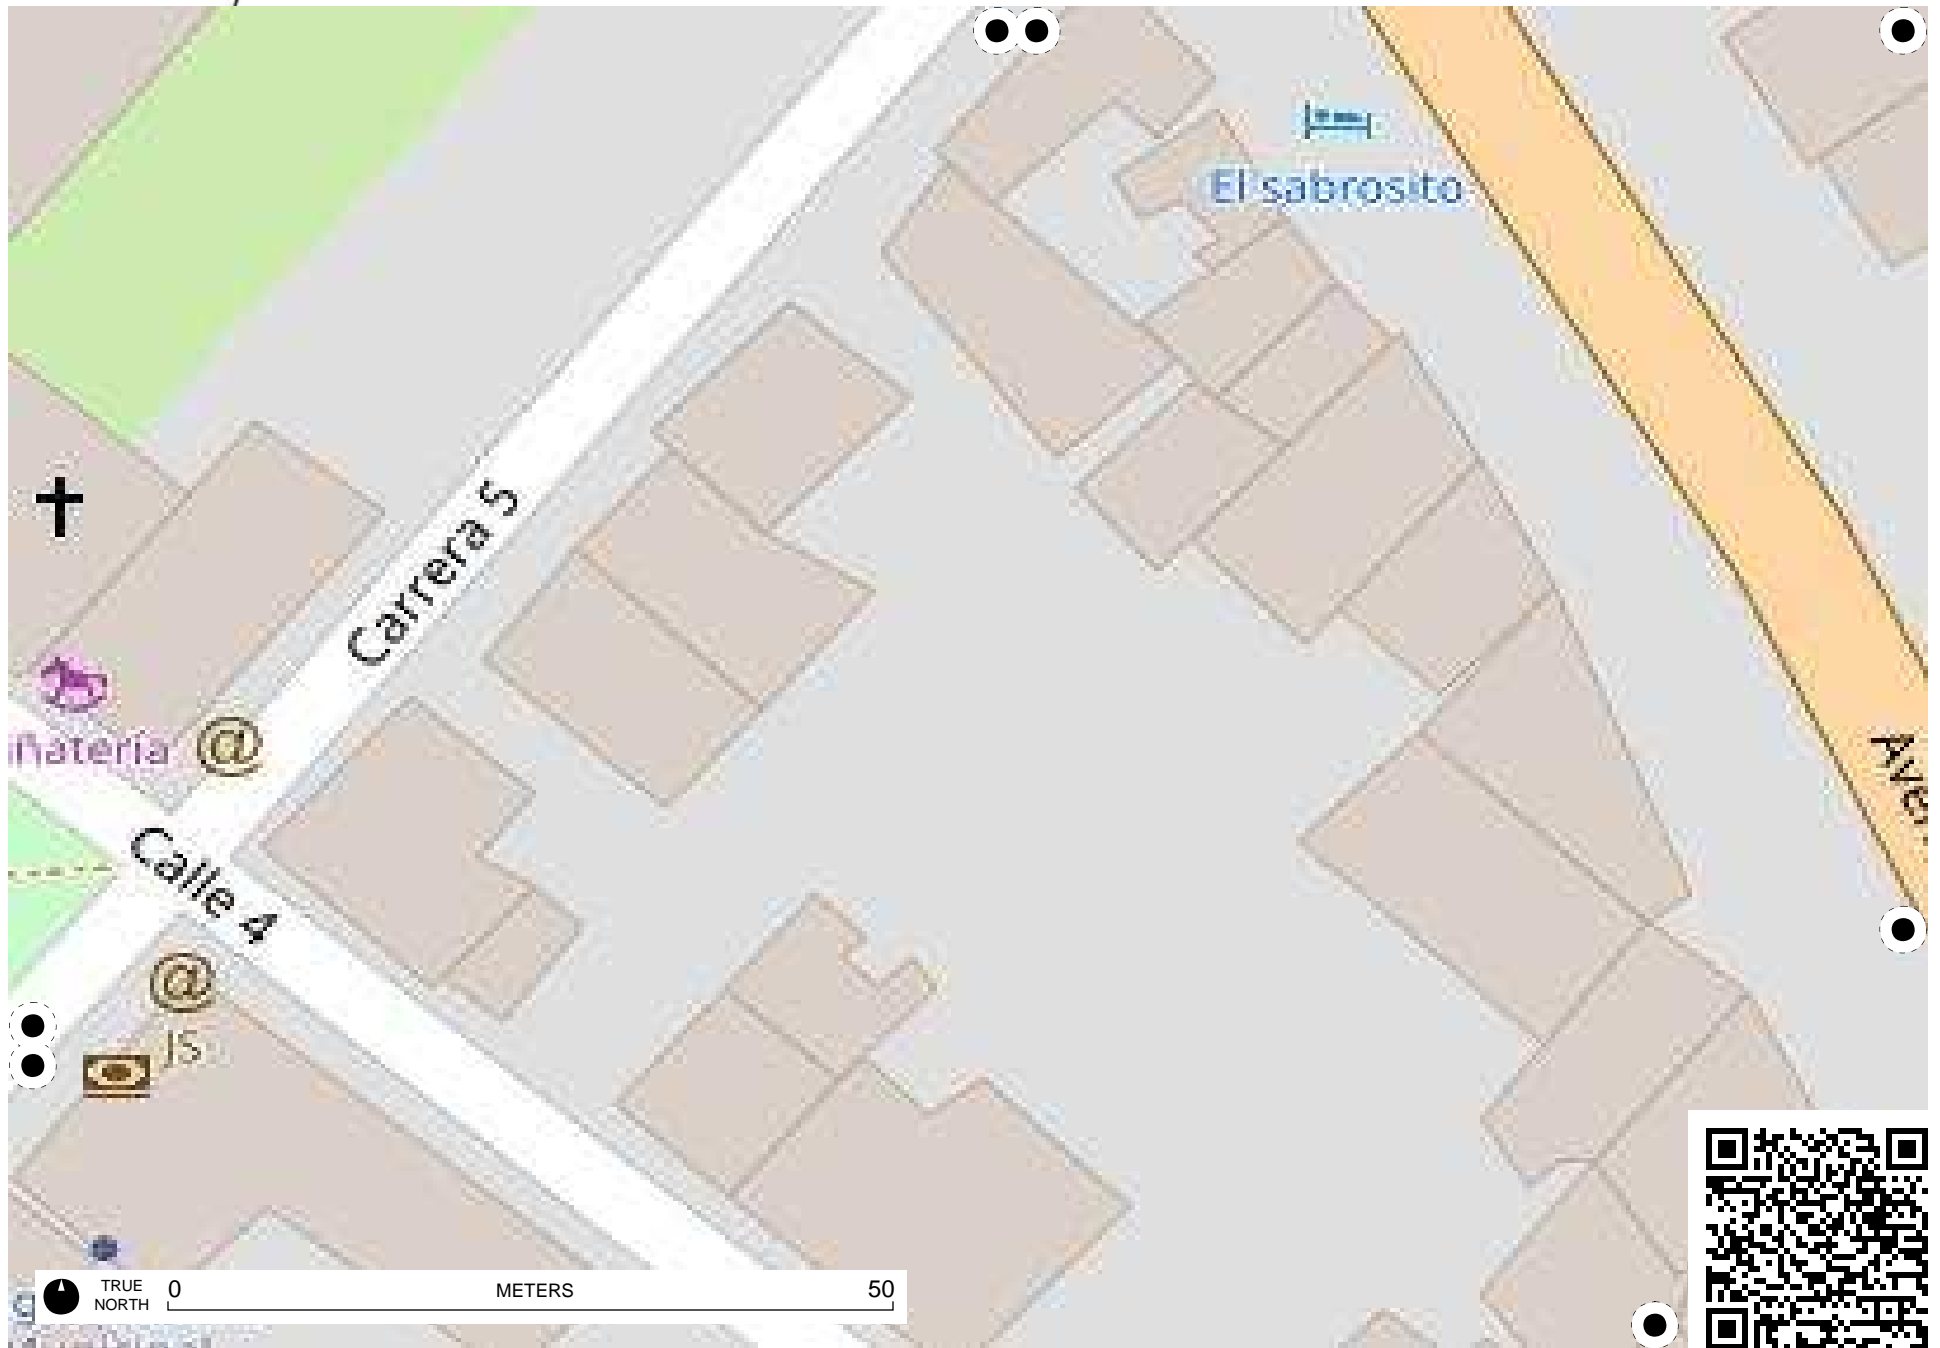 El sabrosito
Carrera 5
ñatería
@
Calle 4
@
JS
Ave
TRUE
NORTH
0
METERS
50